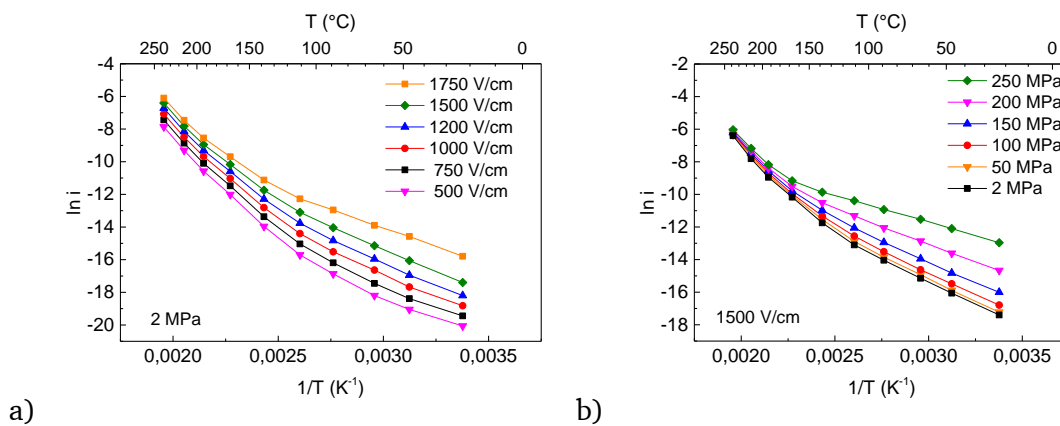 T (°C)
250 200 150 100 50 0
-4
-6
-8
-10
-12
-14
-16
-18
-20
ln i
1750 V/cm
1500 V/cm
1200 V/cm
1000 V/cm
750 V/cm
500 V/cm
2 MPa
0,0020 0,0025 0,0030 0,0035
1/T (K⁻¹)
a)
T (°C)
250 200 150 100 50 0
-2
-4
-6
-8
-10
-12
-14
-16
-18
ln i
250 MPa
200 MPa
150 MPa
100 MPa
50 MPa
2 MPa
1500 V/cm
0,0020 0,0025 0,0030 0,0035
1/T (K⁻¹)
b)